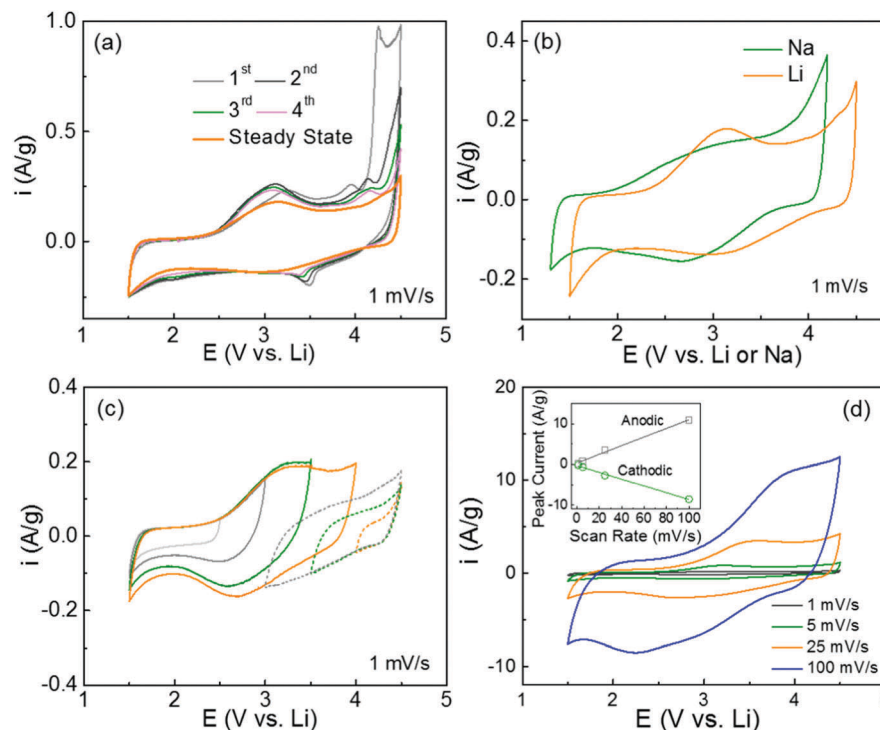 (a)
1st 2nd
3rd 4th
Steady State
1 mV/s
i (A/g)
1.0
0.5
0.0
1 2 3 4 5
E (V vs. Li)
(b)
Na
Li
1 mV/s
i (A/g)
0.4
0.2
0.0
-0.2
1 2 3 4
E (V vs. Li or Na)
(c)
1 mV/s
i (A/g)
0.4
0.2
0.0
-0.2
-0.4
1 2 3 4 5
E (V vs. Li)
(d)
Anodic
Cathodic
Peak Current (A/g)
10
0
-10
0 25 50 75 100
Scan Rate (mV/s)
1 mV/s
5 mV/s
25 mV/s
100 mV/s
i (A/g)
20
10
0
-10
1 2 3 4
E (V vs. Li)